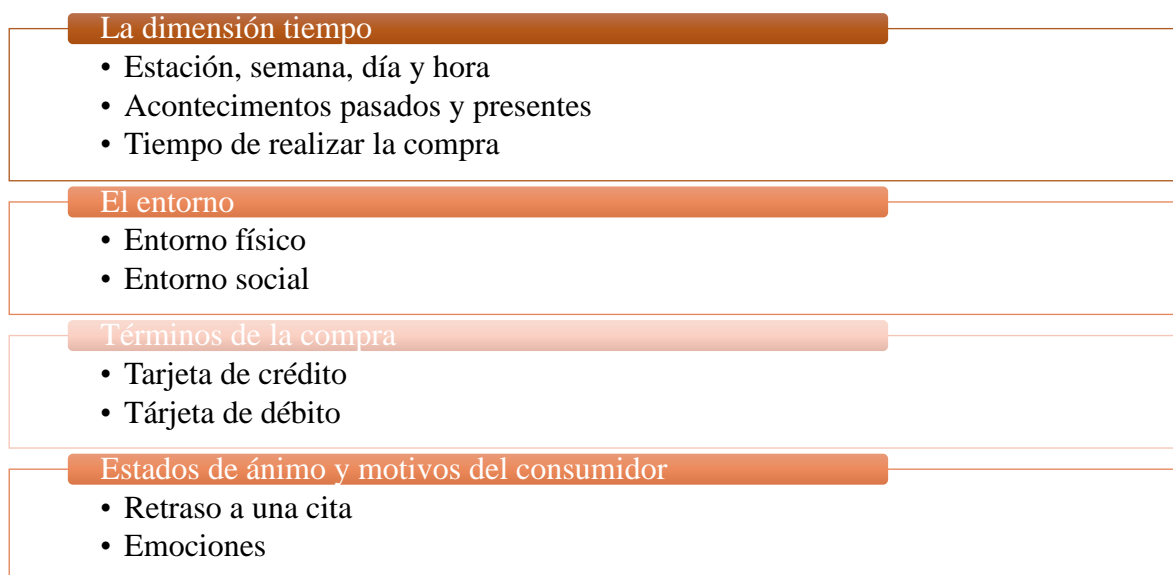 La dimensión tiempo
• Estación, semana, día y hora
• Acontecimientos pasados y presentes
• Tiempo de realizar la compra
El entorno
• Entorno físico
• Entorno social
Términos de la compra
• Tarjeta de crédito
• Tárjeta de débito
Estados de ánimo y motivos del consumidor
• Retraso a una cita
• Emociones